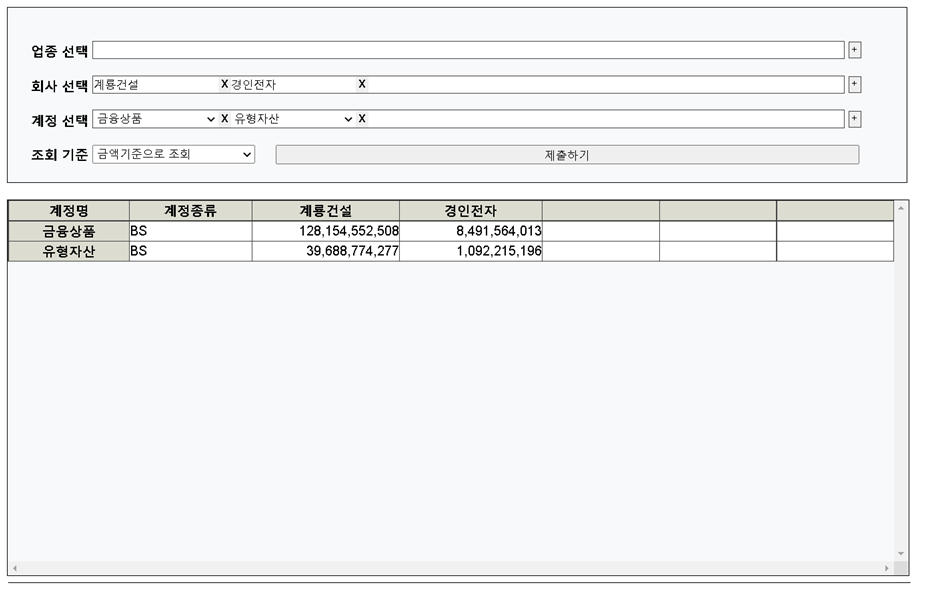 업종 선택 +
회사 선택 계룡건설 X 경인전자 X +
계정 선택 금융상품 X 유형자산 X +
조회 기준 금액기준으로 조회 제출하기
계정명 계정종류 계룡건설 경인전자
금융상품 BS 128,154,552,508 8,491,564,013
유형자산 BS 39,688,774,277 1,092,215,196